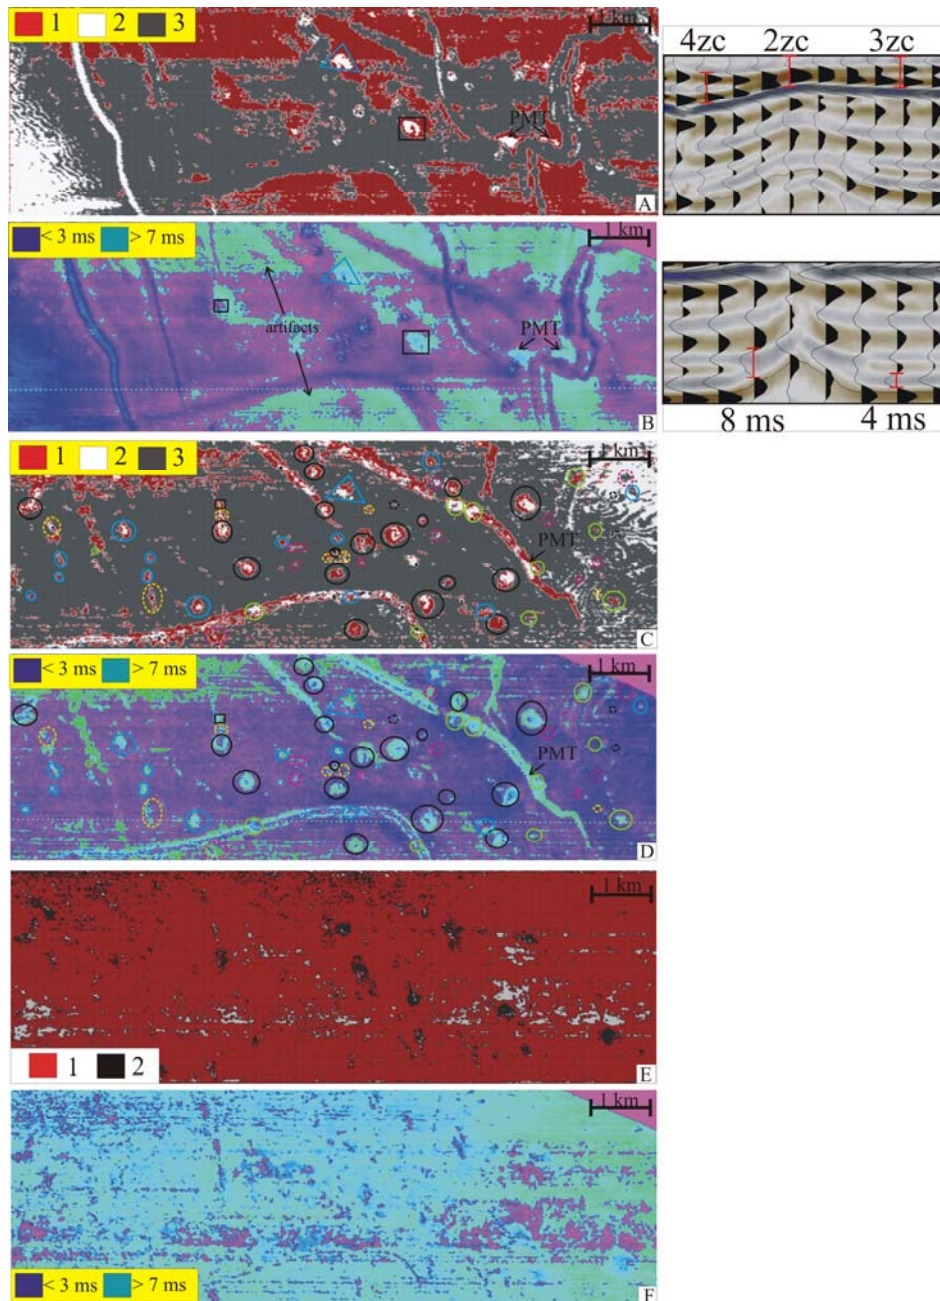 1 2 3
1 km
PMT
A
4zc 2zc 3zc
< 3 ms > 7 ms
1 km
artifacts
PMT
B
8 ms 4 ms
1 2 3
1 km
PMT
C
< 3 ms > 7 ms
1 km
PMT
D
1 km
1 2
E
1 km
< 3 ms > 7 ms
F